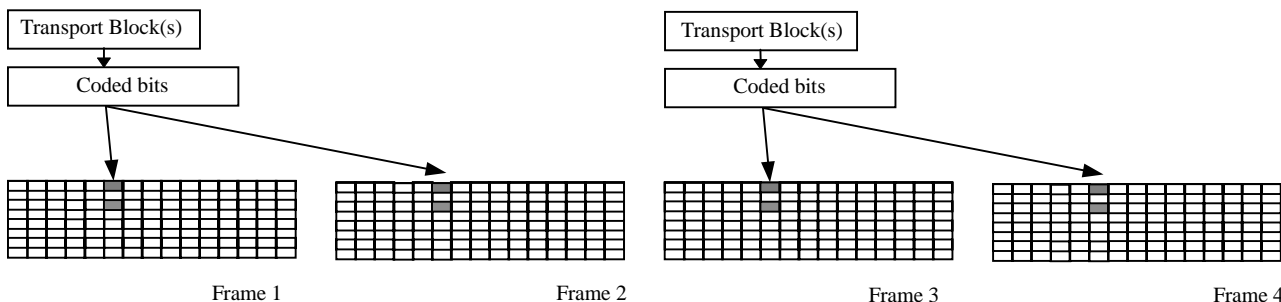 Transport Block(s)
Coded bits
Transport Block(s)
Coded bits
Frame 1
Frame 2
Frame 3
Frame 4